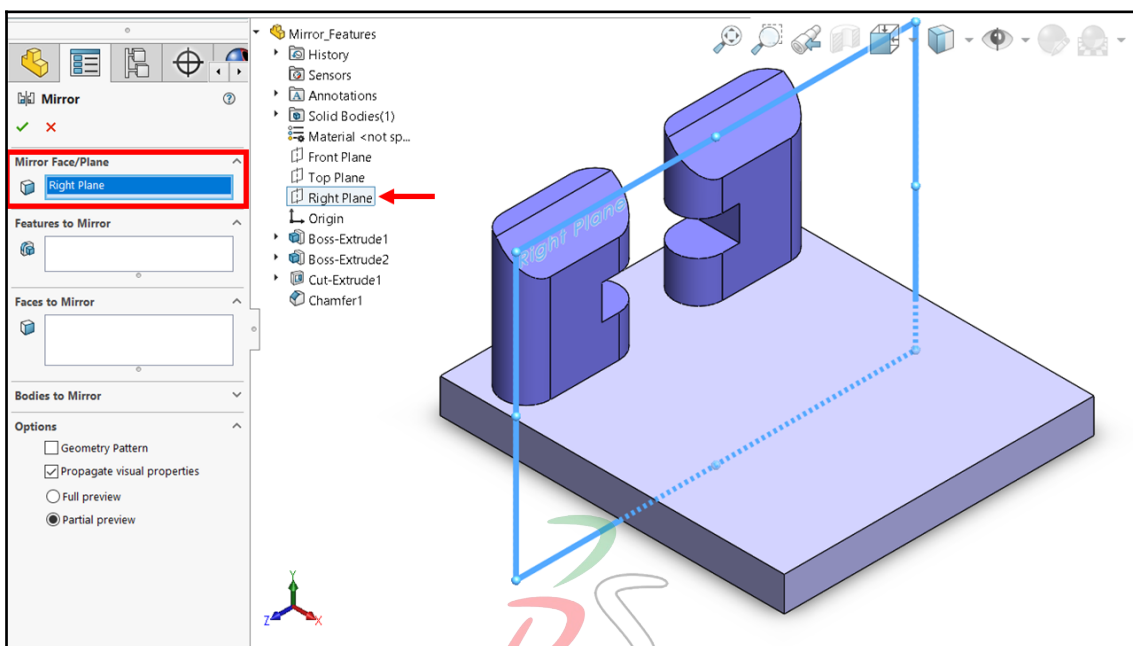 Mirror_Features
History
Sensors
Annotations
Solid Bodies(1)
Material <not sp...
Front Plane
Top Plane
Right Plane
Origin
Boss-Extrude1
Boss-Extrude2
Cut-Extrude1
Chamfer1
Mirror
Mirror Face/Plane
Right Plane
Features to Mirror
Faces to Mirror
Bodies to Mirror
Options
Geometry Pattern
Propagate visual properties
Full preview
Partial preview
Right Plane
Y
Z
X